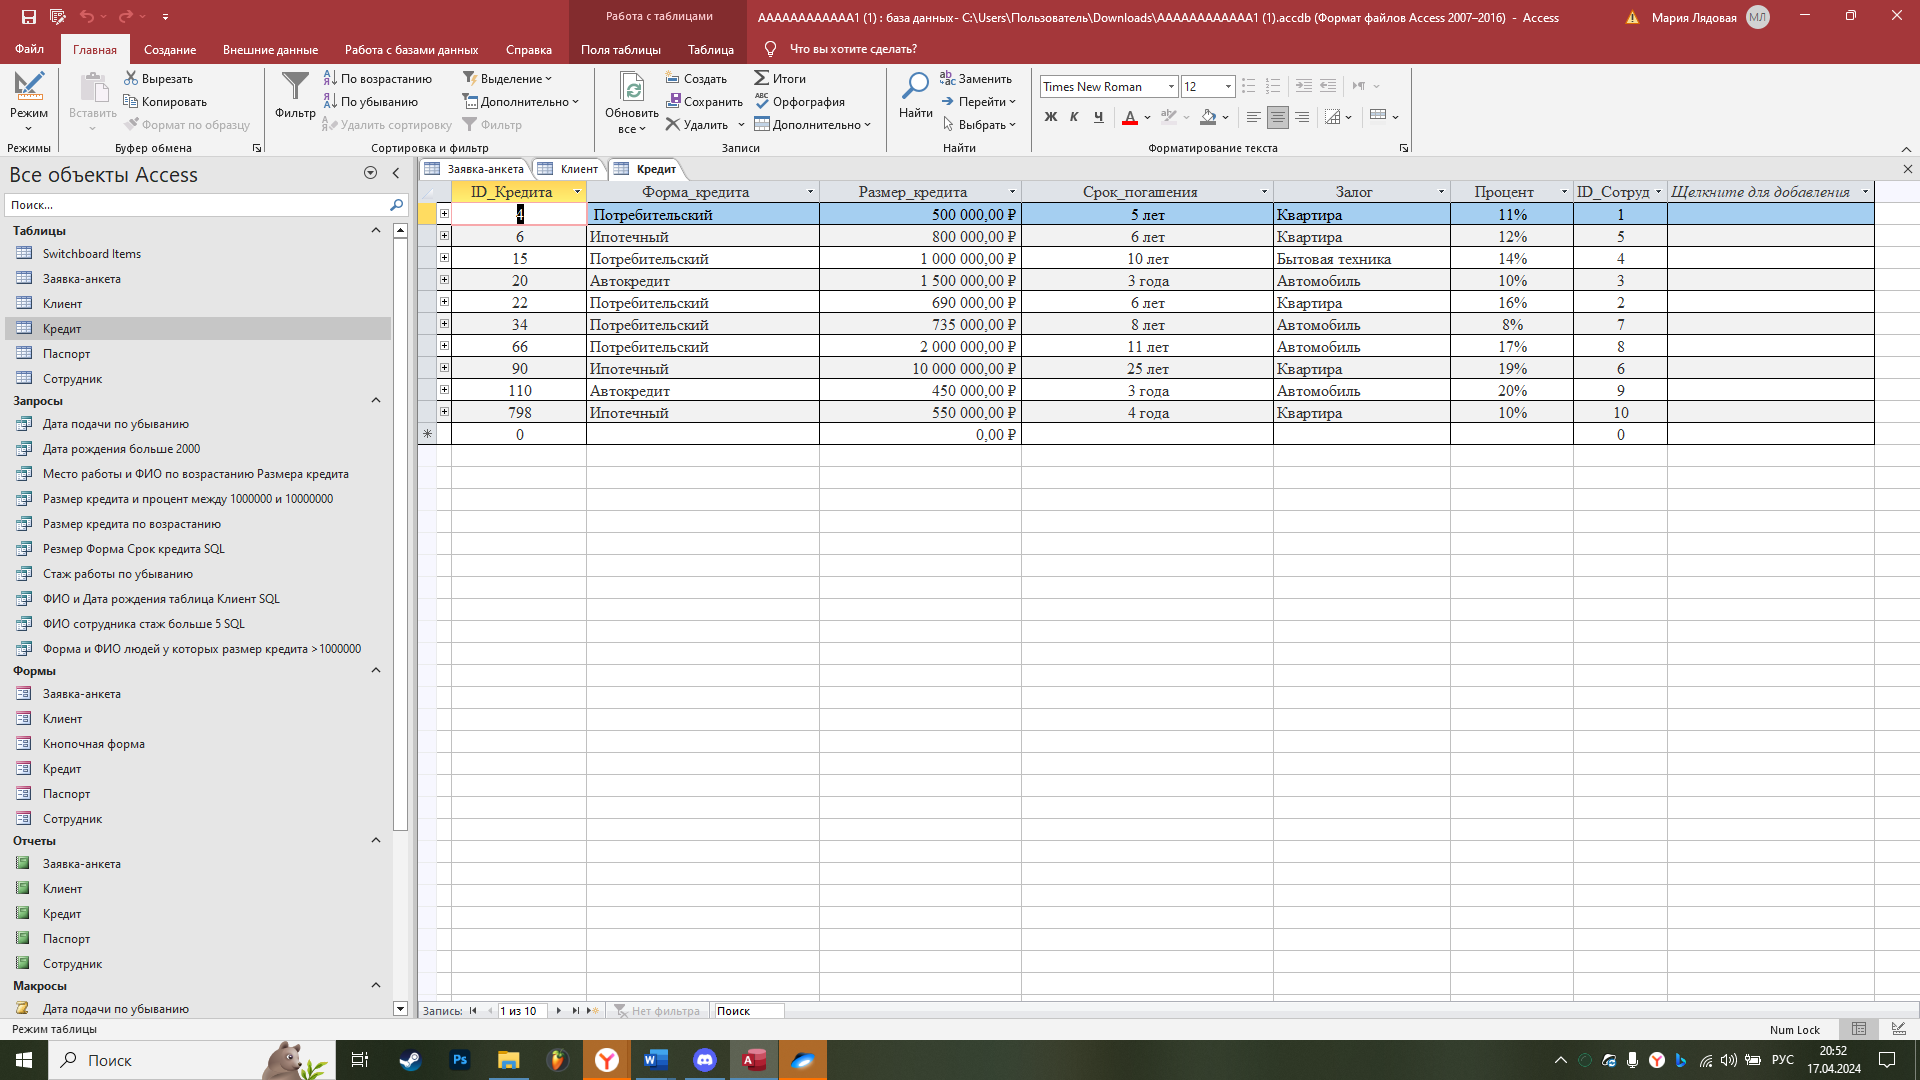 Работа с таблицами
AAAAAAAAAAAA1 (1) : база данных- C:\Users\Пользователь\Downloads\AAAAAAAAAAAA1 (1).accdb (Формат файлов Access 2007–2016) - Access
Мария Лядовая
МЛ
Файл
Главная
Создание
Внешние данные
Работа с базами данных
Справка
Поля таблицы
Таблица
Что вы хотите сделать?
Режим
Режимы
Вставить
Вырезать
Копировать
Формат по образцу
Буфер обмена
Фильтр
По возрастанию
По убыванию
Удалить сортировку
Выделение
Дополнительно
Фильтр
Сортировка и фильтр
Обновить
все
Создать
Сохранить
Удалить
Итоги
Орфография
Дополнительно
Записи
Найти
Заменить
Перейти
Выбрать
Найти
Times New Roman
12
Ж К Ч
Форматирование текста
Все объекты Access
Поиск...
Таблицы
Switchboard Items
Заявка-анкета
Клиент
Кредит
Паспорт
Сотрудник
Запросы
Дата подачи по убыванию
Дата рождения больше 2000
Место работы и ФИО по возрастанию Размера кредита
Размер кредита и процент между 1000000 и 10000000
Размер кредита по возрастанию
Резмер Форма Срок кредита SQL
Стаж работы по убыванию
ФИО и Дата рождения таблица Клиент SQL
ФИО сотрудника стаж больше 5 SQL
Форма и ФИО людей у которых размер кредита >1000000
Формы
Заявка-анкета
Клиент
Кнопочная форма
Кредит
Паспорт
Сотрудник
Отчеты
Заявка-анкета
Клиент
Кредит
Паспорт
Сотрудник
Макросы
Дата подачи по убыванию
Заявка-анкета
Клиент
Кредит
ID_Кредита Форма_кредита Размер_кредита Срок_погашения Залог Процент ID_Сотруд Щелкните для добавления
4 Потребительский 500 000,00 ₽ 5 лет Квартира 11% 1
6 Ипотечный 800 000,00 ₽ 6 лет Квартира 12% 5
15 Потребительский 1 000 000,00 ₽ 10 лет Бытовая техника 14% 4
20 Автокредит 1 500 000,00 ₽ 3 года Автомобиль 10% 3
22 Потребительский 690 000,00 ₽ 6 лет Квартира 16% 2
34 Потребительский 735 000,00 ₽ 8 лет Автомобиль 8% 7
66 Потребительский 2 000 000,00 ₽ 11 лет Автомобиль 17% 8
90 Ипотечный 10 000 000,00 ₽ 25 лет Квартира 19% 6
110 Автокредит 450 000,00 ₽ 3 года Автомобиль 20% 9
798 Ипотечный 550 000,00 ₽ 4 года Квартира 10% 10
0 0,00 ₽ 0
Запись: 1 из 10 Нет фильтра Поиск
Режим таблицы
Num Lock
Поиск
РУС
20:52
17.04.2024